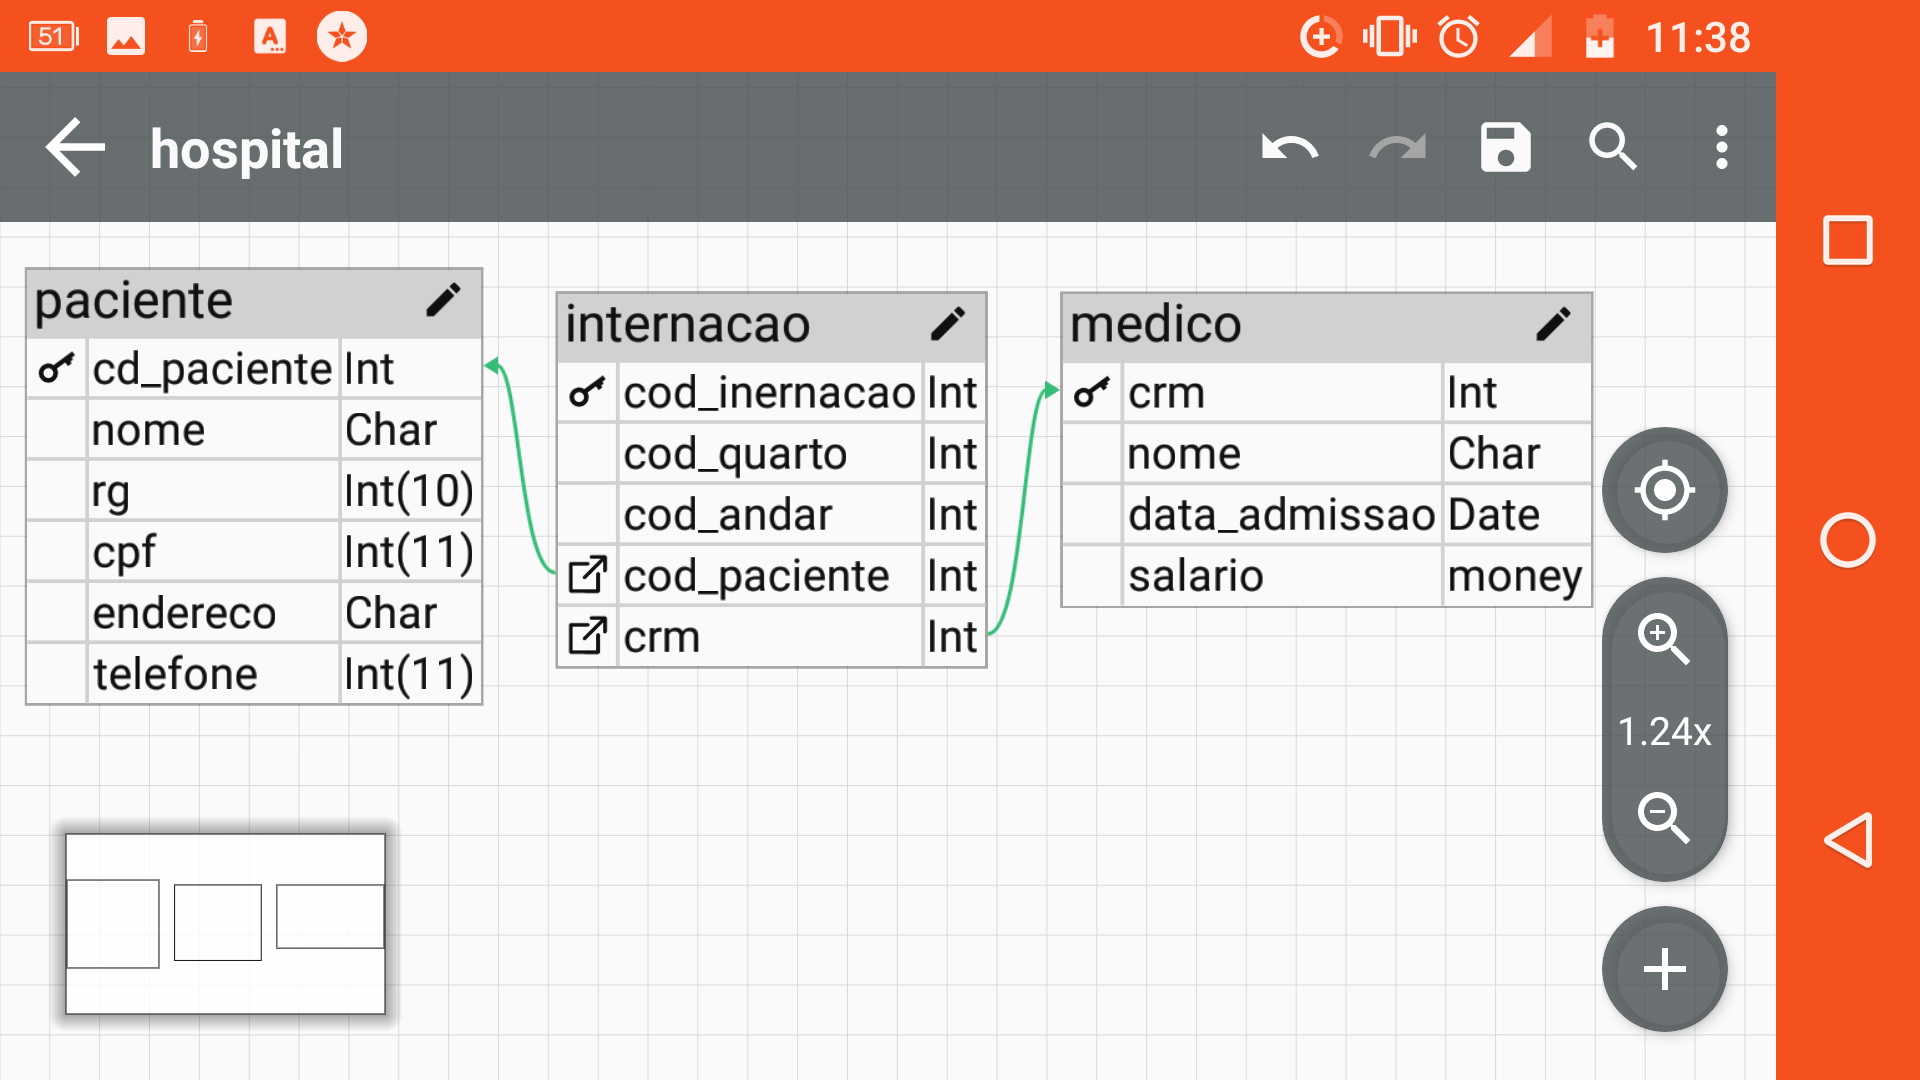 51 A 11:38
hospital
paciente
cd_paciente Int
nome Char
rg Int(10)
cpf Int(11)
endereco Char
telefone Int(11)
internacao
cod_inernacao Int
cod_quarto Int
cod_andar Int
cod_paciente Int
crm Int
medico
crm Int
nome Char
data_admissao Date
salario money
1.24x